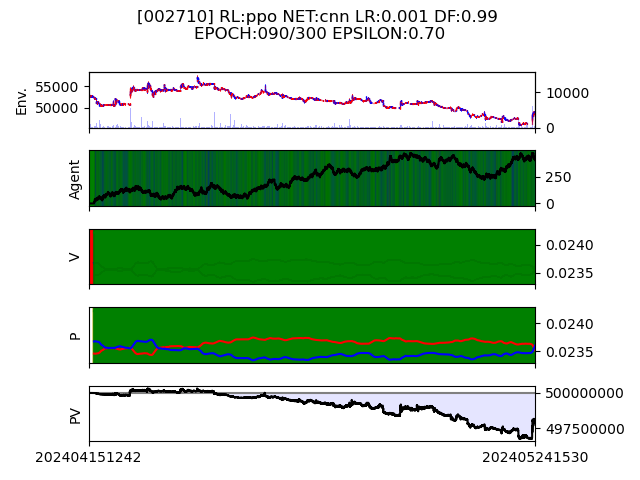 [002710] RL:ppo NET:cnn LR:0.001 DF:0.99
EPOCH:090/300 EPSILON:0.70
Env.
55000
50000
10000
0
Agent
250
0
V
0.0240
0.0235
P
0.0240
0.0235
PV
500000000
497500000
202404151242
202405241530